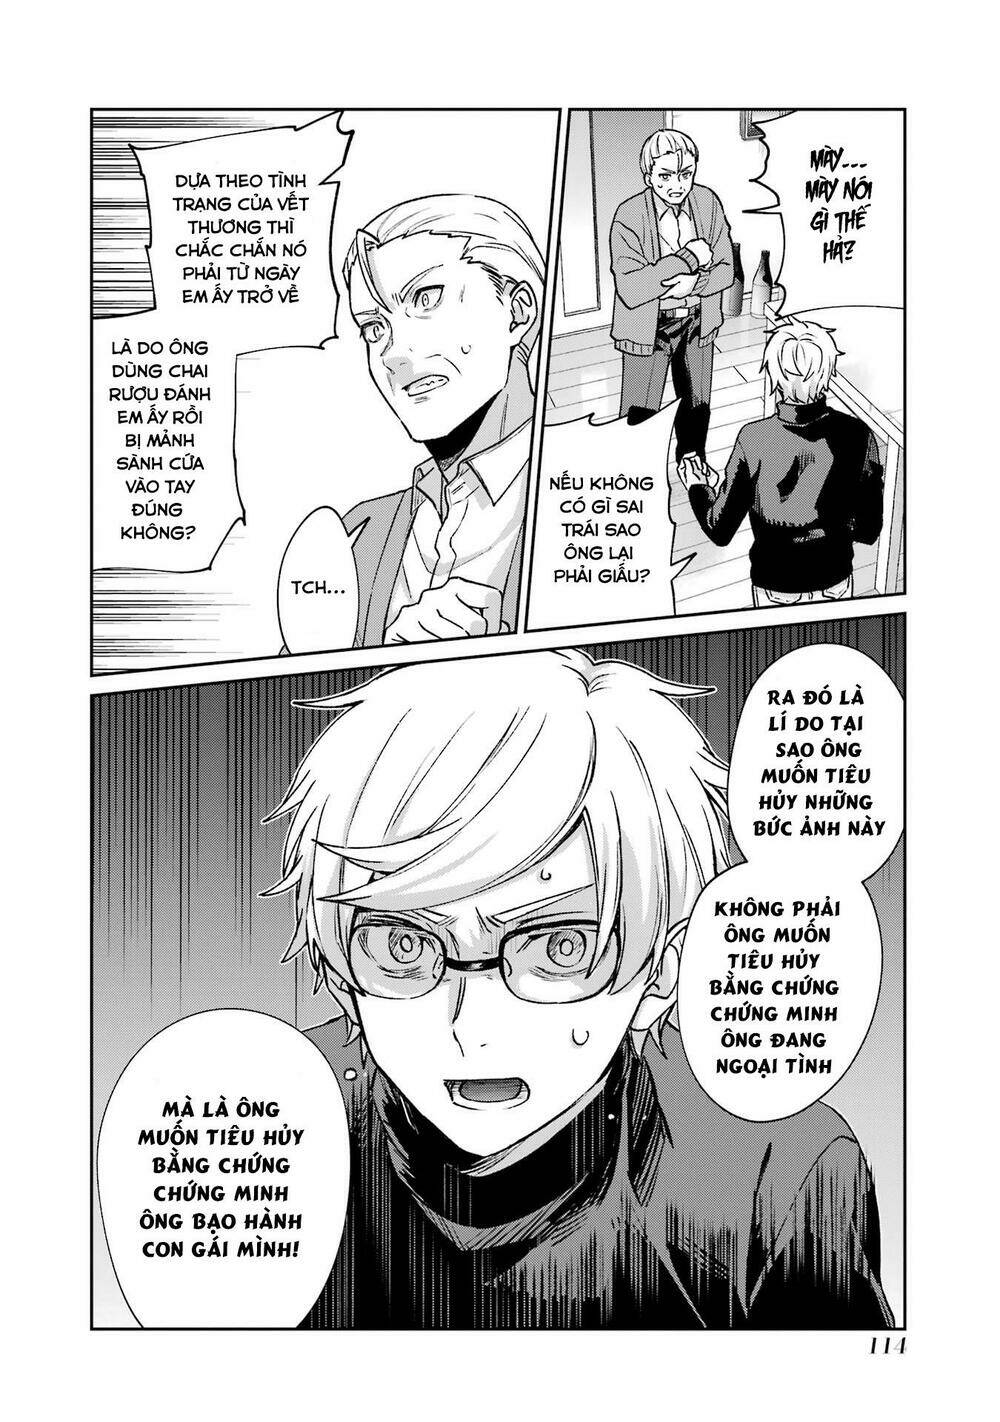 MÀY...
MÀY NÓI
GÌ THẾ
HẢ?
NẾU KHÔNG
CÓ GÌ SAI
TRÁI SAO
ÔNG LẠI
PHẢI GIẤU?
DỰA THEO TÌNH
TRẠNG CỦA VẾT
THƯƠNG THÌ
CHẮC CHẮN NÓ
PHẢI TỪ NGÀY
EM ẤY TRỞ VỀ
LÀ DO ÔNG
DÙNG CHAI
RƯỢU ĐÁNH
EM ẤY RỒI
BỊ MẢNH
SÀNH CỨA
VÀO TAY
ĐÚNG
KHÔNG?
TCH...
RA ĐÓ LÀ
LÍ DO TẠI
SAO ÔNG
MUỐN TIÊU
HỦY NHỮNG
BỨC ẢNH NÀY
KHÔNG PHẢI
ÔNG MUỐN
TIÊU HỦY
BẰNG CHỨNG
CHỨNG MINH
ÔNG ĐANG
NGOẠI TÌNH
MÀ LÀ ÔNG
MUỐN TIÊU HỦY
BẰNG CHỨNG
CHỨNG MINH
ÔNG BẠO HÀNH
CON GÁI MÌNH!
114